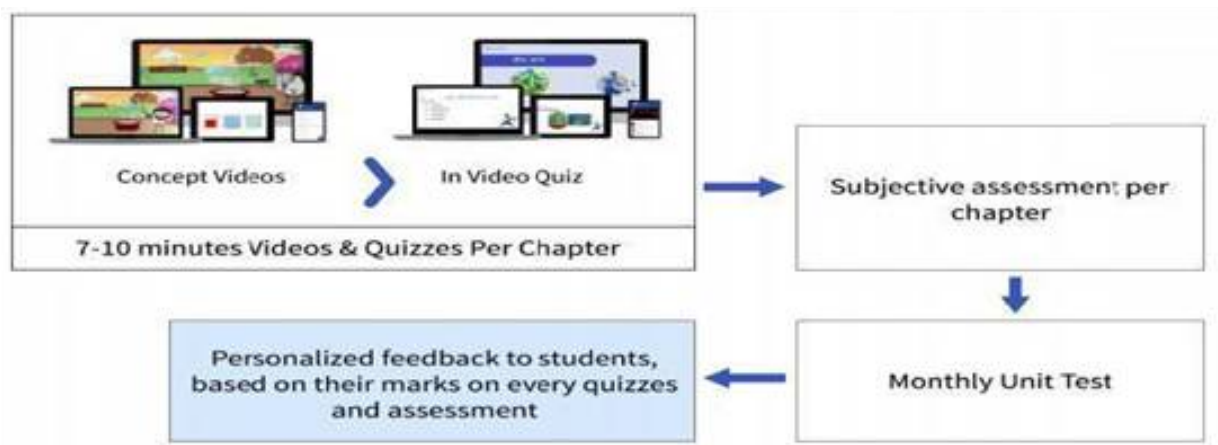 Concept Videos
In Video Quiz
7-10 minutes Videos & Quizzes Per Chapter
Subjective assessment per
chapter
Monthly Unit Test
Personalized feedback to students,
based on their marks on every quizzes
and assessment